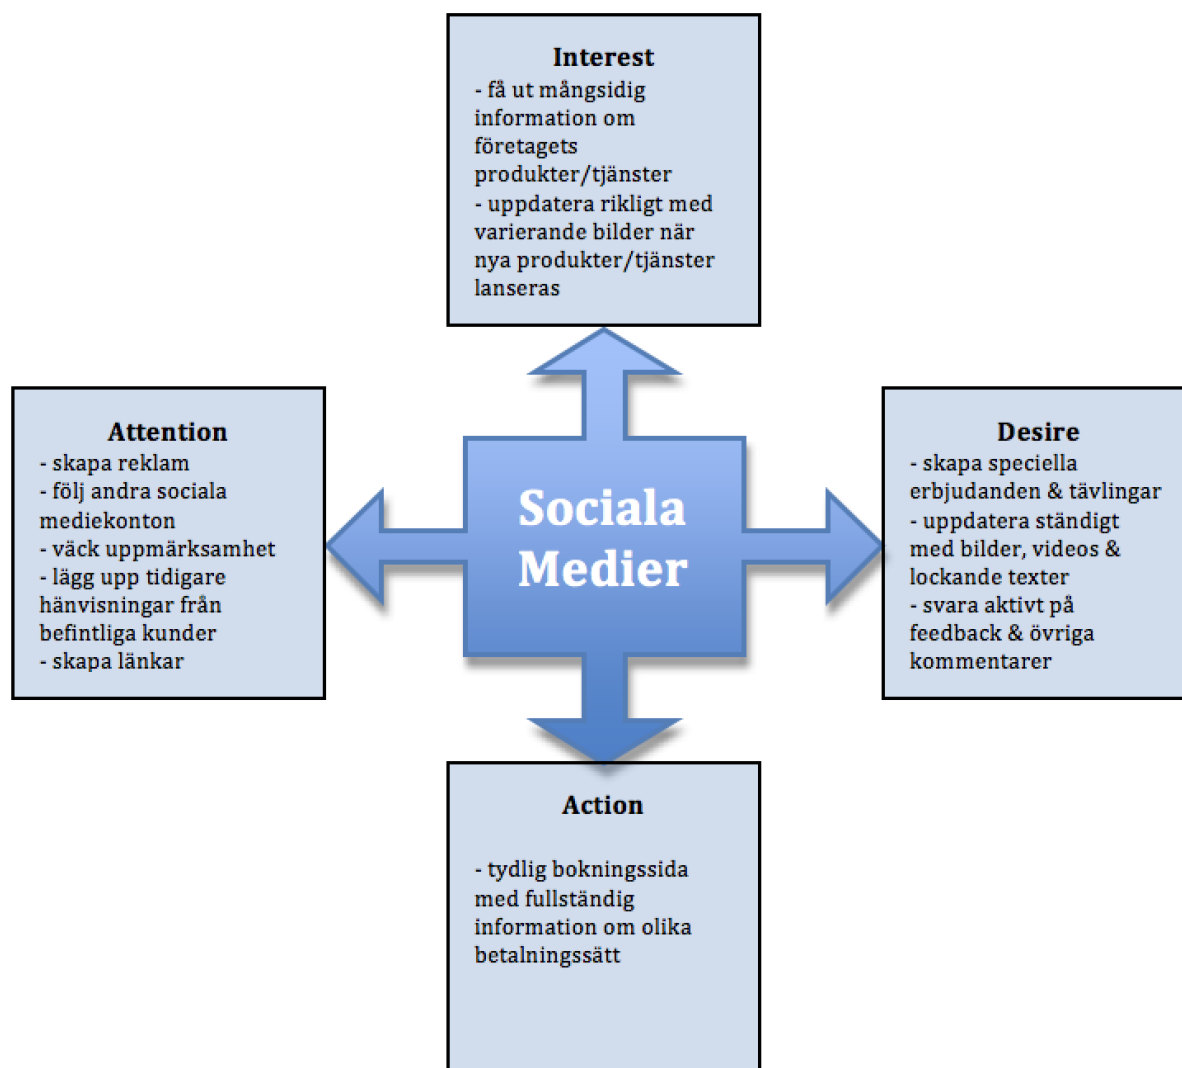 Interest
- få ut mångsidig
information om
företagets
produkter/tjänster
- uppdatera rikligt med
varierande bilder när
nya produkter/tjänster
lanseras
Attention
- skapa reklam
- följ andra sociala
mediekonton
- väck uppmärksamhet
- lägg upp tidigare
hänvisningar från
befintliga kunder
- skapa länkar
Sociala
Medier
Desire
- skapa speciella
erbjudanden & tävlingar
- uppdatera ständigt
med bilder, videos &
lockande texter
- svara aktivt på
feedback & övriga
kommentarer
Action
- tydlig bokningssida
med fullständig
information om olika
betalningssätt